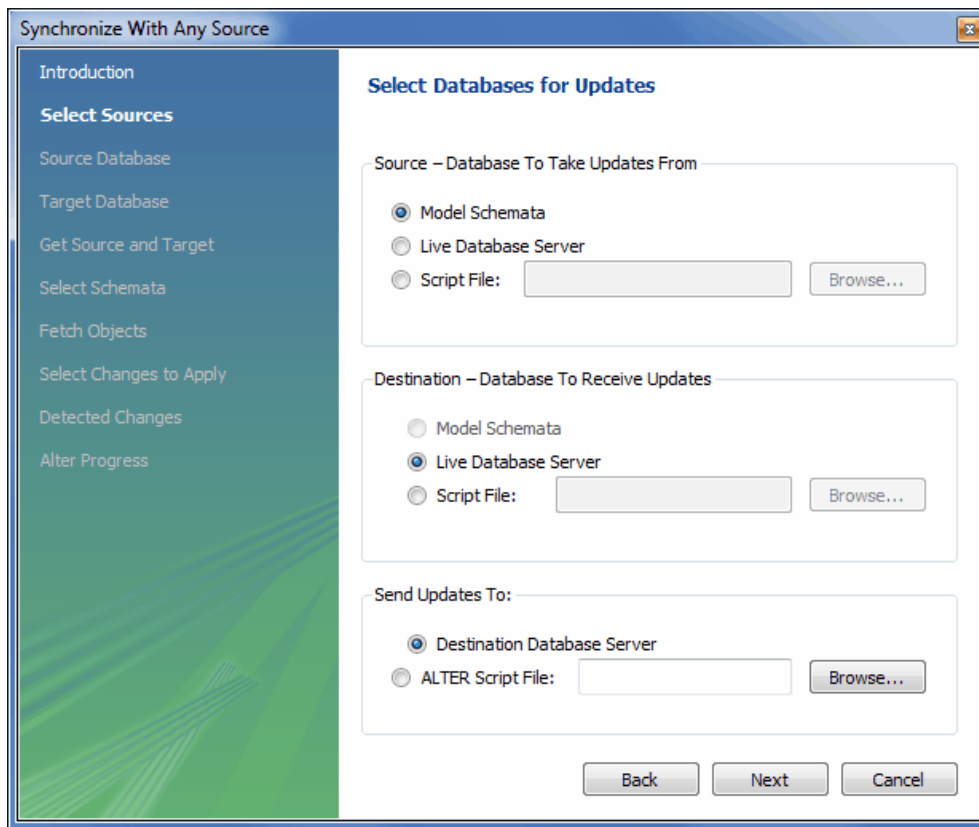 Synchronize With Any Source
Introduction
Select Sources
Source Database
Target Database
Get Source and Target
Select Schemata
Fetch Objects
Select Changes to Apply
Detected Changes
Alter Progress
Select Databases for Updates
Source – Database To Take Updates From
Model Schemata
Live Database Server
Script File: Browse...
Destination – Database To Receive Updates
Model Schemata
Live Database Server
Script File: Browse...
Send Updates To:
Destination Database Server
ALTER Script File: Browse...
Back Next Cancel